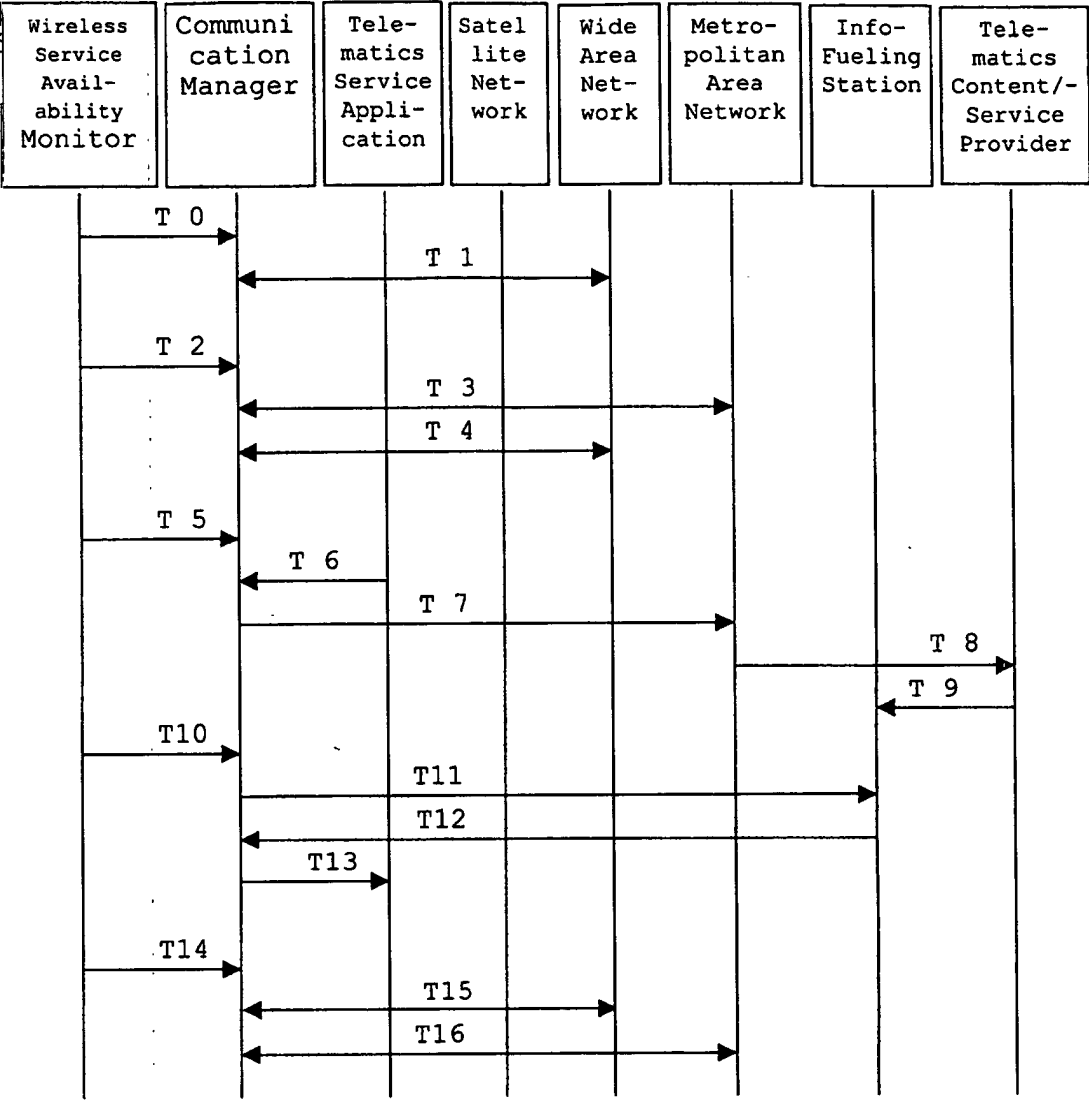 Wireless
Service
Avail-
ability
Monitor
Communi
cation
Manager
Tele-
matics
Service
Appli-
cation
Satel
lite
Net-
work
Wide
Area
Net-
work
Metro-
politan
Area
Network
Info-
Fueling
Station
Tele-
matics
Content/-
Service
Provider
T 0
T 1
T 2
T 3
T 4
T 5
T 6
T 7
T 8
T 9
T10
T11
T12
T13
T14
T15
T16